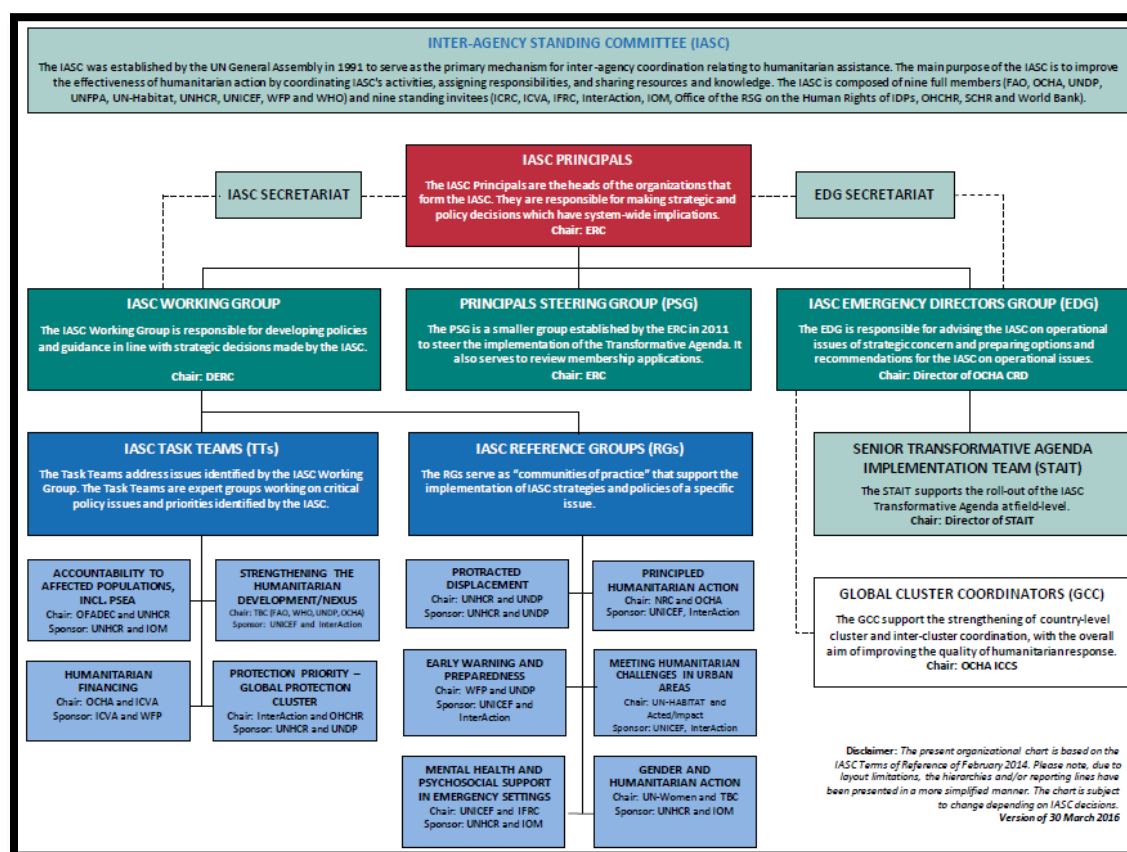 INTER-AGENCY STANDING COMMITTEE (IASC)
The IASC was established by the UN General Assembly in 1991 to serve as the primary mechanism for inter-agency coordination relating to humanitarian assistance. The main purpose of the IASC is to improve
the effectiveness of humanitarian action by coordinating IASC's activities, assigning responsibilities, and sharing resources and knowledge. The IASC is composed of nine full members (FAO, OCHA, UNDP,
UNFPA, UN-Habitat, UNHCR, UNICEF, WFP and WHO) and nine standing invitees (ICRC, ICVA, IFRC, InterAction, IOM, Office of the RSG on the Human Rights of IDPs, OHCHR, SCHR and World Bank).
IASC PRINCIPALS
The IASC Principals are the heads of the organizations that
form the IASC. They are responsible for making strategic and
policy decisions which have system-wide implications.
Chair: ERC
IASC SECRETARIAT
EDG SECRETARIAT
IASC WORKING GROUP
The IASC Working Group is responsible for developing policies
and guidance in line with strategic decisions made by the IASC.
Chair: DERC
PRINCIPALS STEERING GROUP (PSG)
The PSG is a smaller group established by the ERC in 2011
to steer the implementation of the Transformative Agenda. It
also serves to review membership applications.
Chair: ERC
IASC EMERGENCY DIRECTORS GROUP (EDG)
The EDG is responsible for advising the IASC on operational
issues of strategic concern and preparing options and
recommendations for the IASC on operational issues.
Chair: Director of OCHA CRD
IASC TASK TEAMS (TTs)
The Task Teams address issues identified by the IASC Working
Group. The Task Teams are expert groups working on critical
policy issues and priorities identified by the IASC.
IASC REFERENCE GROUPS (RGs)
The RGs serve as “communities of practice” that support the
implementation of IASC strategies and policies of a specific
issue.
SENIOR TRANSFORMATIVE AGENDA
IMPLEMENTATION TEAM (STAIT)
The STAIT supports the roll-out of the IASC
Transformative Agenda at field-level.
Chair: Director of STAIT
ACCOUNTABILITY TO
AFFECTED POPULATIONS,
INCL. PSEA
Chair: OFADEC and UNHCR
Sponsor: UNHCR and IOM
STRENGTHENING THE
HUMANITARIAN
DEVELOPMENT/NEXUS
Chair: TBC (FAO, WHO, UNDP, OCHA)
Sponsor: UNICEF and InterAction
HUMANITARIAN
FINANCING
Chair: OCHA and ICVA
Sponsor: ICVA and WFP
PROTECTION PRIORITY –
GLOBAL PROTECTION
CLUSTER
Chair: InterAction and OHCHR
Sponsor: UNHCR and UNDP
PROTRACTED
DISPLACEMENT
Chair: UNHCR and UNDP
Sponsor: UNHCR and UNDP
PRINCIPLED
HUMANITARIAN ACTION
Chair: NRC and OCHA
Sponsor: UNICEF, InterAction
EARLY WARNING AND
PREPAREDNESS
Chair: WFP and UNDP
Sponsor: UNICEF and
InterAction
MEETING HUMANITARIAN
CHALLENGES IN URBAN
AREAS
Chair: UN-HABITAT and
Acted/Impact
Sponsor: UNICEF, InterAction
MENTAL HEALTH AND
PSYCHOSOCIAL SUPPORT
IN EMERGENCY SETTINGS
Chair: UNICEF and IFRC
Sponsor: UNHCR and IOM
GENDER AND
HUMANITARIAN ACTION
Chair: UN-Women and TBC
Sponsor: UNHCR and IOM
GLOBAL CLUSTER COORDINATORS (GCC)
The GCC support the strengthening of country-level
cluster and inter-cluster coordination, with the overall
aim of improving the quality of humanitarian response.
Chair: OCHA ICCS
Disclaimer: The present organizational chart is based on the
IASC Terms of Reference of February 2014. Please note, due to
layout limitations, the hierarchies and/or reporting lines have
been presented in a more simplified manner. The chart is subject
to change depending on IASC decisions.
Version of 30 March 2016